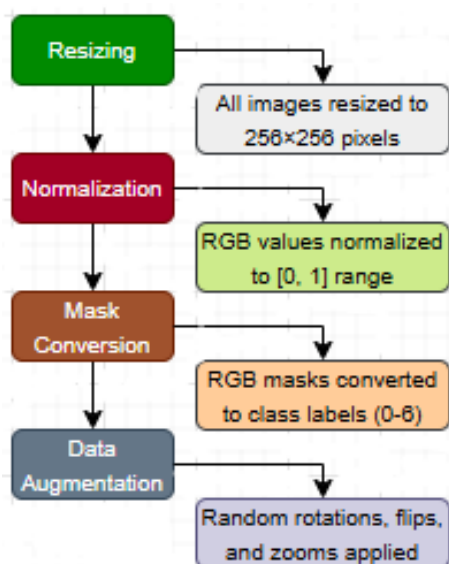 Resizing
All images resized to
256×256 pixels
Normalization
RGB values normalized
to [0, 1] range
Mask
Conversion
RGB masks converted
to class labels (0-6)
Data
Augmentation
Random rotations, flips,
and zooms applied